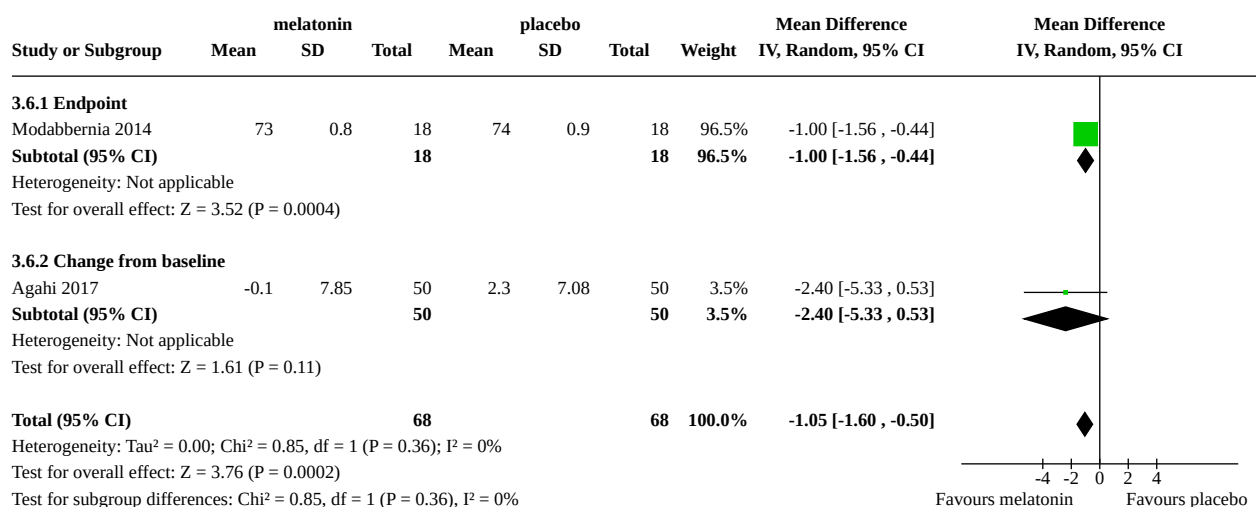 melatonin placebo Mean Difference Mean Difference
Study or Subgroup Mean SD Total Mean SD Total Weight IV, Random, 95% CI IV, Random, 95% CI
3.6.1 Endpoint
Modabbernia 2014 73 0.8 18 74 0.9 18 96.5% -1.00 [-1.56 , -0.44]
Subtotal (95% CI) 18 18 96.5% -1.00 [-1.56 , -0.44]
Heterogeneity: Not applicable
Test for overall effect: Z = 3.52 (P = 0.0004)
3.6.2 Change from baseline
Agahi 2017 -0.1 7.85 50 2.3 7.08 50 3.5% -2.40 [-5.33 , 0.53]
Subtotal (95% CI) 50 50 3.5% -2.40 [-5.33 , 0.53]
Heterogeneity: Not applicable
Test for overall effect: Z = 1.61 (P = 0.11)
Total (95% CI) 68 68 100.0% -1.05 [-1.60 , -0.50]
Heterogeneity: Tau² = 0.00; Chi² = 0.85, df = 1 (P = 0.36); I² = 0%
Test for overall effect: Z = 3.76 (P = 0.0002) -4 -2 0 2 4
Test for subgroup differences: Chi² = 0.85, df = 1 (P = 0.36), I² = 0% Favours melatonin Favours placebo